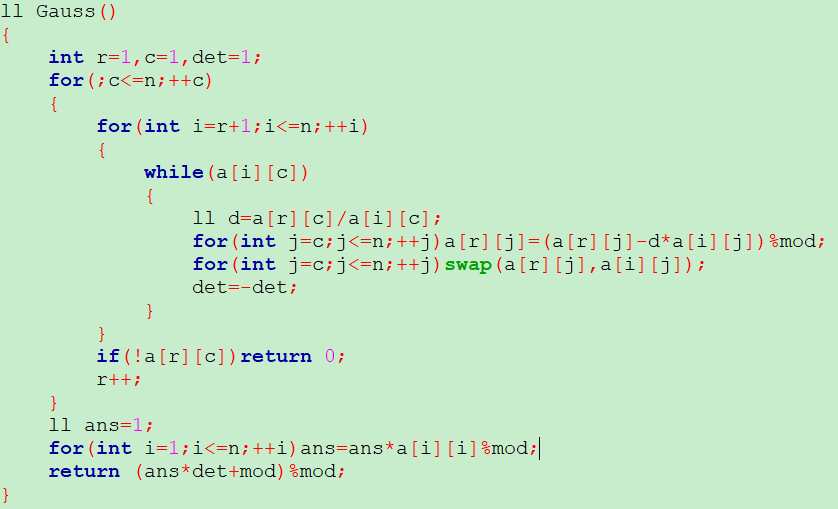 ll Gauss()
{
    int r=1,c=1,det=1;
    for(;c<=n;++c)
    {
        for(int i=r+1;i<=n;++i)
        {
            while(a[i][c])
            {
                ll d=a[r][c]/a[i][c];
                for(int j=c;j<=n;++j)a[r][j]=(a[r][j]-d*a[i][j])%mod;
                for(int j=c;j<=n;++j)swap(a[r][j],a[i][j]);
                det=-det;
            }
        }
        if(!a[r][c])return 0;
        r++;
    }
    ll ans=1;
    for(int i=1;i<=n;++i)ans=ans*a[i][i]%mod;
    return (ans*det+mod)%mod;
}